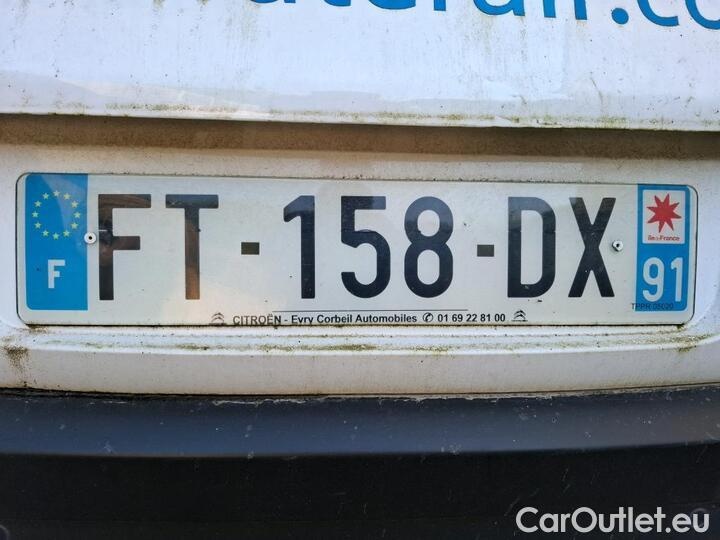 FT-158-DX
F
île-de-France
91
TPPR 05020
CITROËN - Evry Corbeil Automobiles ✆ 01 69 22 81 00
CarOutlet.eu